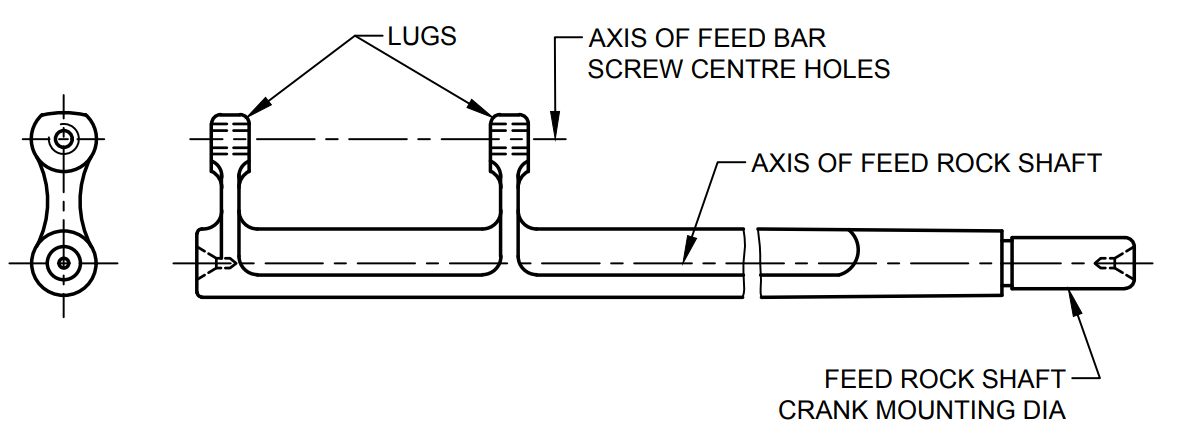 LUGS
AXIS OF FEED BAR
SCREW CENTRE HOLES
AXIS OF FEED ROCK SHAFT
FEED ROCK SHAFT
CRANK MOUNTING DIA